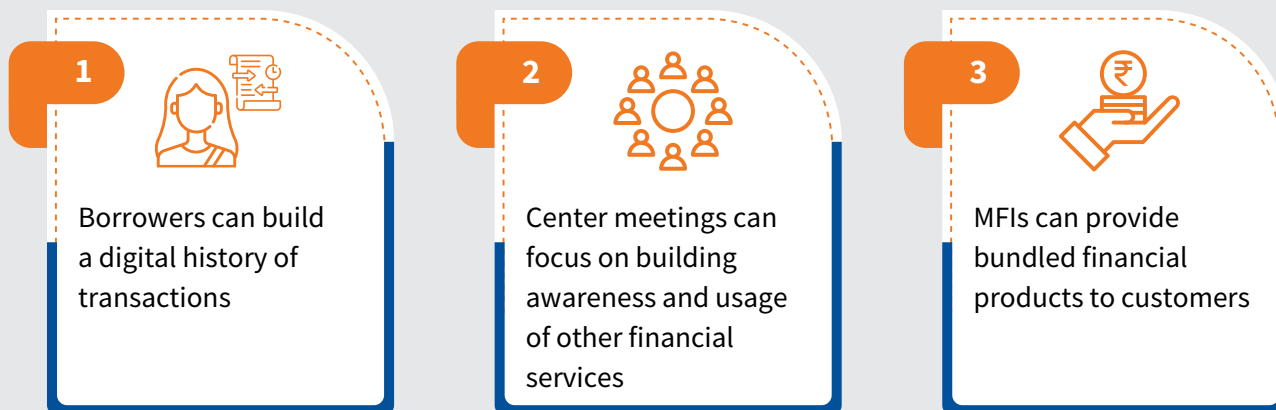 1
Borrowers can build
a digital history of
transactions
2
Center meetings can
focus on building
awareness and usage
of other financial
services
3
₹
MFIs can provide
bundled financial
products to customers